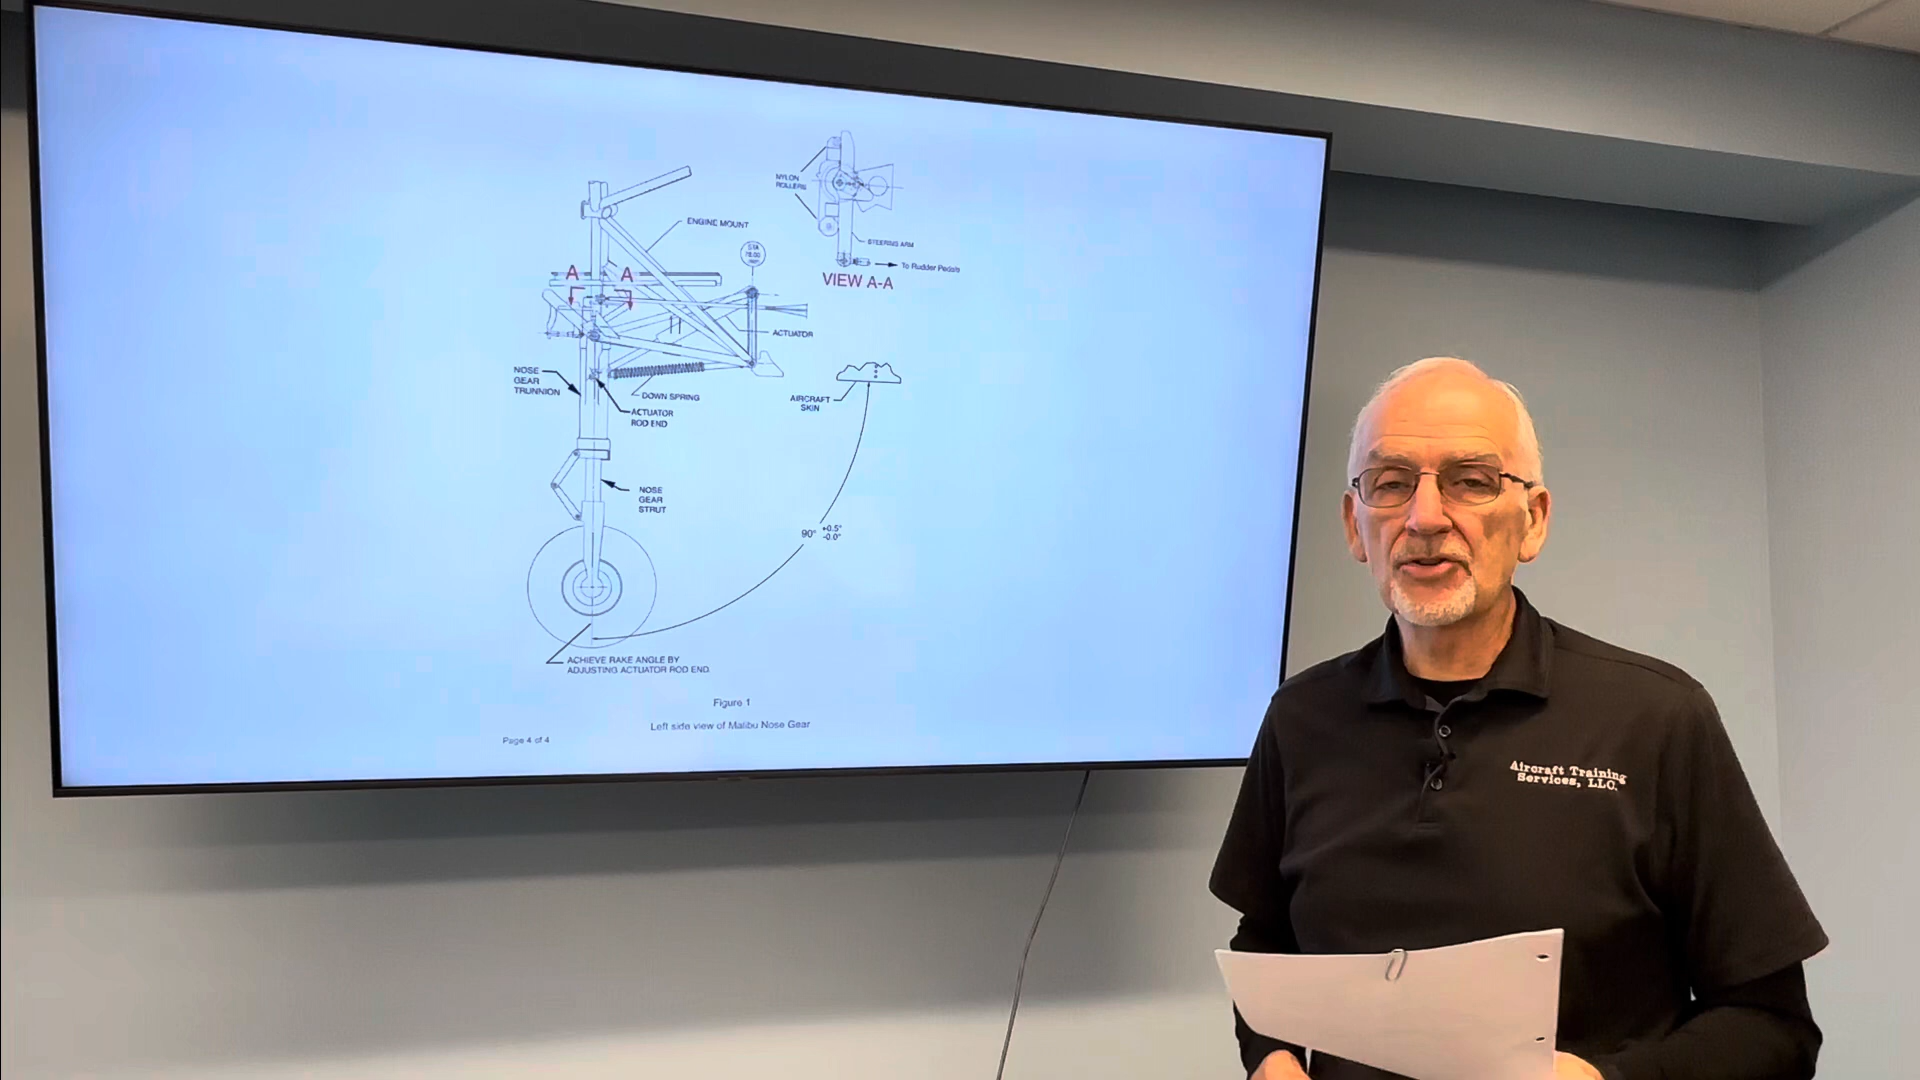 NYLON
ROLLERS
ENGINE MOUNT
STA
STEERING ARM
To Rudder Pedals
VIEW A-A
A
A
ACTUATOR
NOSE
GEAR
TRUNNION
DOWN SPRING
ACTUATOR
ROD END
AIRCRAFT
SKIN
NOSE
GEAR
STRUT
90° +0.5°
-0.0°
ACHIEVE RAKE ANGLE BY
ADJUSTING ACTUATOR ROD END.
Figure 1
Left side view of Malibu Nose Gear
Page 4 of 4
Aircraft Training
Services, LLC.